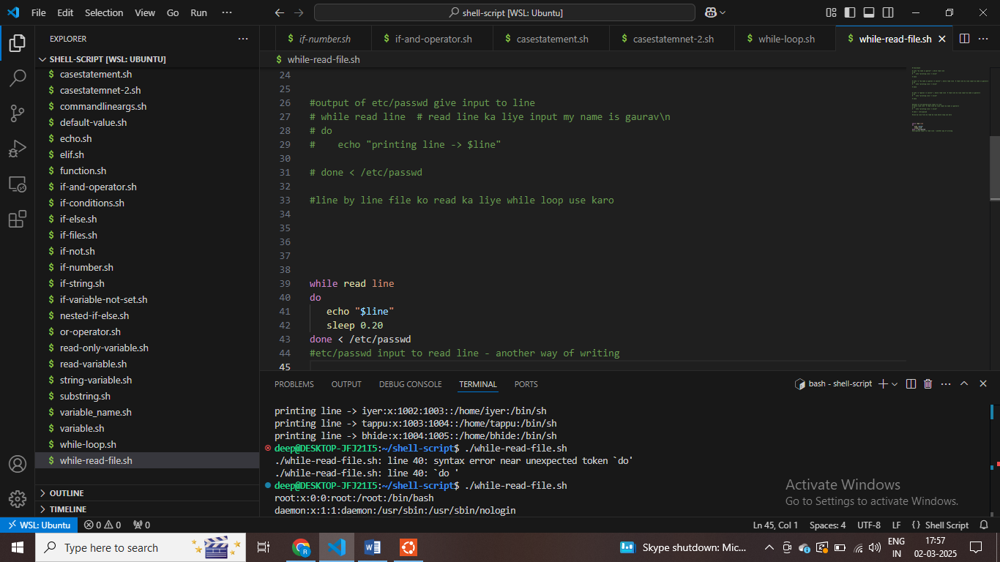 File Edit Selection View Go Run ··· shell-script [WSL: Ubuntu]
EXPLORER ···
SHELL-SCRIPT [WSL: UBUNTU]
$ casestatement.sh
$ casestatemnet-2.sh
$ commandlineargs.sh
$ default-value.sh
$ echo.sh
$ elif.sh
$ function.sh
$ if-and-operator.sh
$ if-conditions.sh
$ if-else.sh
$ if-files.sh
$ if-not.sh
$ if-number.sh
$ if-string.sh
$ if-variable-not-set.sh
$ nested-if-else.sh
$ or-operator.sh
$ read-only-variable.sh
$ read-variable.sh
$ string-variable.sh
$ substring.sh
$ variable_name.sh
$ variable.sh
$ while-loop.sh
$ while-read-file.sh
OUTLINE
TIMELINE
$ if-number.sh $ if-and-operator.sh $ casestatement.sh $ casestatemnet-2.sh $ while-loop.sh $ while-read-file.sh
$ while-read-file.sh
24
25
26 #output of etc/passwd give input to line
27 # while read line  # read line ka liye input my name is gaurav\n
28 # do
29 #    echo "printing line -> $line"
30
31 # done < /etc/passwd
32
33 #line by line file ko read ka liye while loop use karo
34
35
36
37
38
39 while read line
40 do
41    echo "$line"
42    sleep 0.20
43 done < /etc/passwd
44 #etc/passwd input to read line - another way of writing
45
PROBLEMS OUTPUT DEBUG CONSOLE TERMINAL PORTS bash - shell-script
printing line -> iyer:x:1002:1003::/home/iyer:/bin/sh
printing line -> tappu:x:1003:1004::/home/tappu:/bin/sh
printing line -> bhide:x:1004:1005::/home/bhide:/bin/sh
deep@DESKTOP-JFJ21I5:~/shell-script$ ./while-read-file.sh
./while-read-file.sh: line 40: syntax error near unexpected token `do'
./while-read-file.sh: line 40: `do '
deep@DESKTOP-JFJ21I5:~/shell-script$ ./while-read-file.sh
root:x:0:0:root:/root:/bin/bash
daemon:x:1:1:daemon:/usr/sbin:/usr/sbin/nologin
Activate Windows
Go to Settings to activate Windows.
WSL: Ubuntu 0 0 0 Ln 45, Col 1 Spaces: 4 UTF-8 LF {} Shell Script
Type here to search Skype shutdown: Mic... ENG IN 17:57 02-03-2025